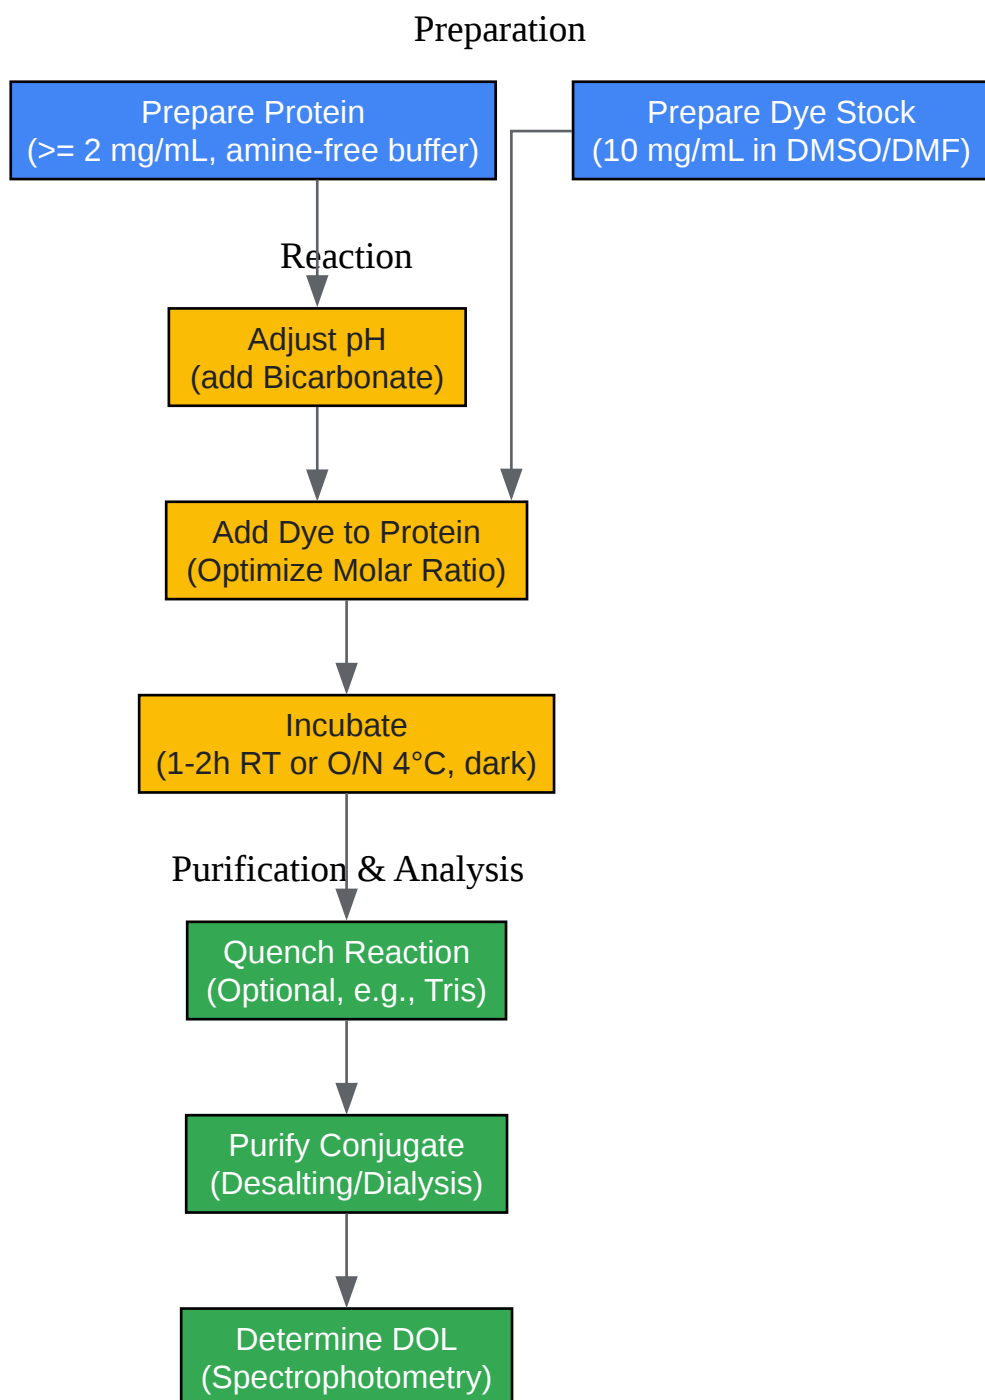 Preparation
Prepare Protein
(>= 2 mg/mL, amine-free buffer)
Prepare Dye Stock
(10 mg/mL in DMSO/DMF)
Reaction
Adjust pH
(add Bicarbonate)
Add Dye to Protein
(Optimize Molar Ratio)
Incubate
(1-2h RT or O/N 4°C, dark)
Purification & Analysis
Quench Reaction
(Optional, e.g., Tris)
Purify Conjugate
(Desalting/Dialysis)
Determine DOL
(Spectrophotometry)